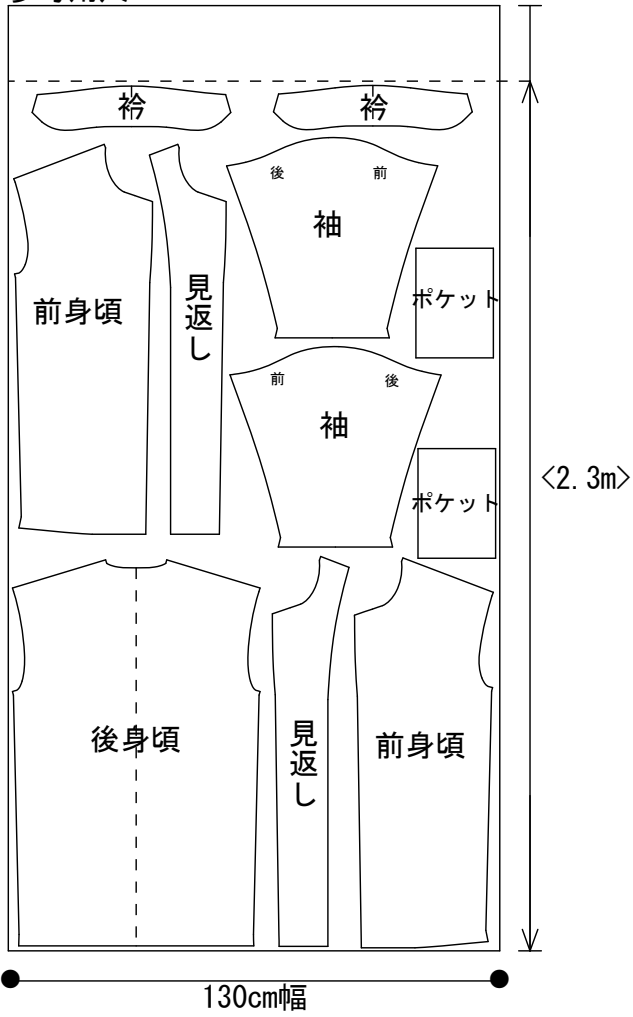 衿
衿
後
前
袖
前身頃
見返し
ポケット
前
後
袖
ポケット
<2.3m>
後身頃
見返し
前身頃
130cm幅